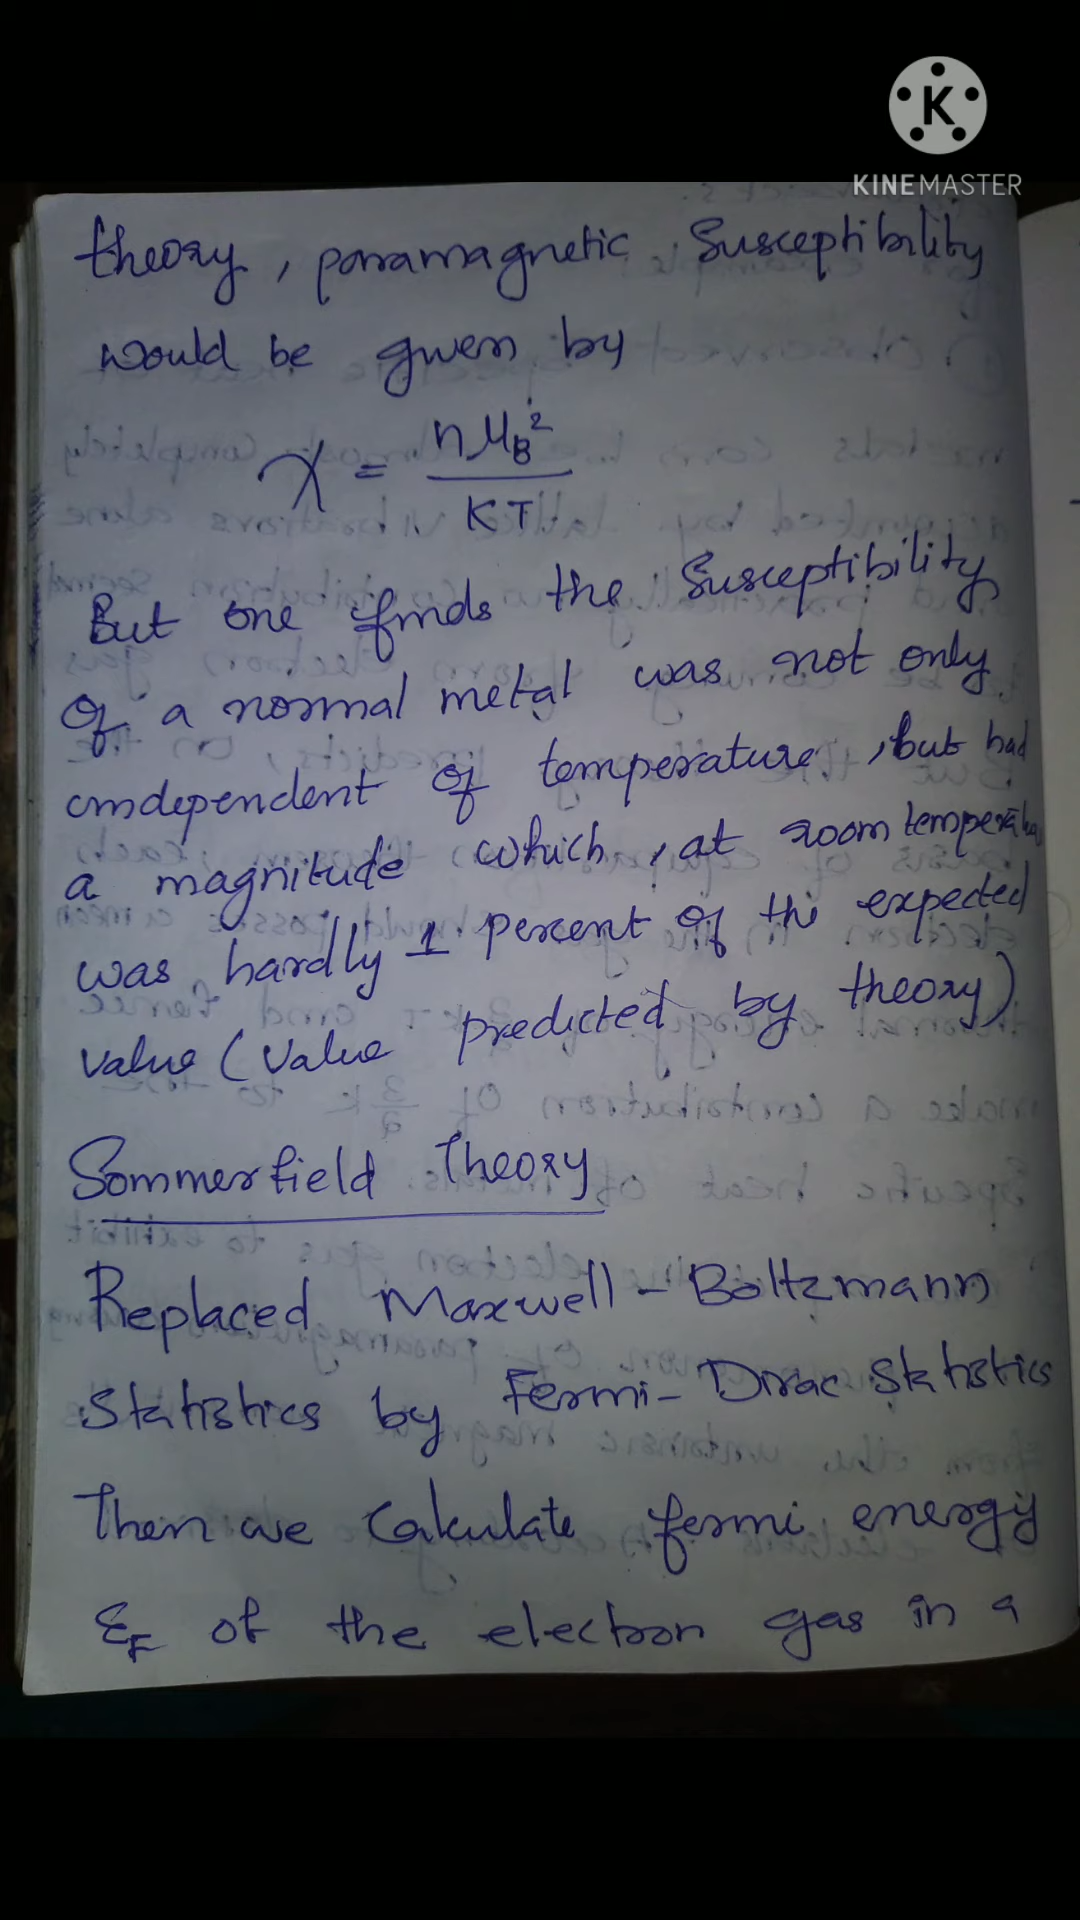 K
KINEMASTER
theory, paramagnetic Susceptibility
would be given by
χ = nμB² / KT
But one finds the Susceptibility
of a normal metal was not only
independent of temperature, but had
a magnitude which, at room temperature
was hardly 1 percent of the expected
value (value predicted by theory)
Sommerfield Theory
Replaced Maxwell-Boltzmann
statistics by Fermi-Dirac statistics
Then we calculate fermi energy
εF of the electron gas in a